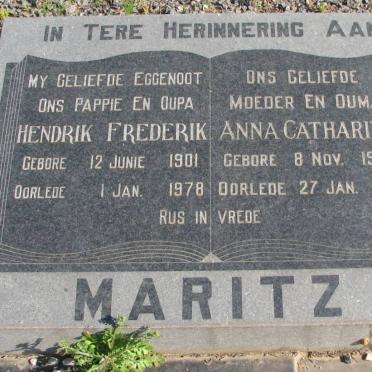 IN TERE HERINNERING AAN
MY GELIEFDE EGGENOOT
ONS PAPPIE EN OUPA
HENDRIK FREDERIK
GEBORE 12 JUNIE 1901
OORLEDE 1 JAN. 1978
ONS GELIEFDE
MOEDER EN OUMA
ANNA CATHARI
GEBORE 8 NOV.
OORLEDE 27 JAN.
RUS IN VREDE
MARITZ